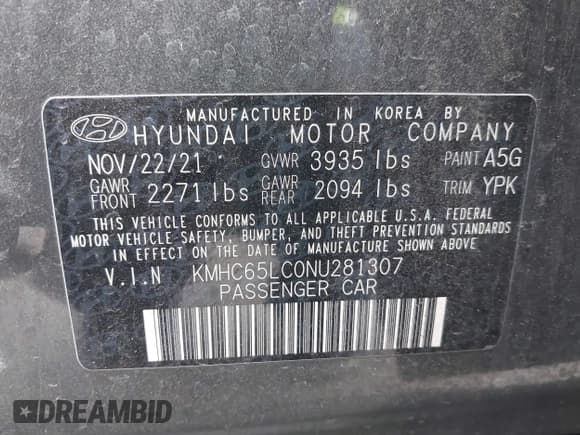 MANUFACTURED IN KOREA BY
HYUNDAI MOTOR COMPANY
NOV/22/21 GVWR 3935 lbs PAINT A5G
GAWR FRONT 2271 lbs GAWR REAR 2094 lbs TRIM YPK
THIS VEHICLE CONFORMS TO ALL APPLICABLE U.S.A. FEDERAL
MOTOR VEHICLE SAFETY, BUMPER, AND THEFT PREVENTION
STANDARDS IN EFFECT ON THE DATE OF MANUFACTURE SHOWN ABOVE.
V.I.N KMHC65LC0NU281307
PASSENGER CAR
DREAMBID